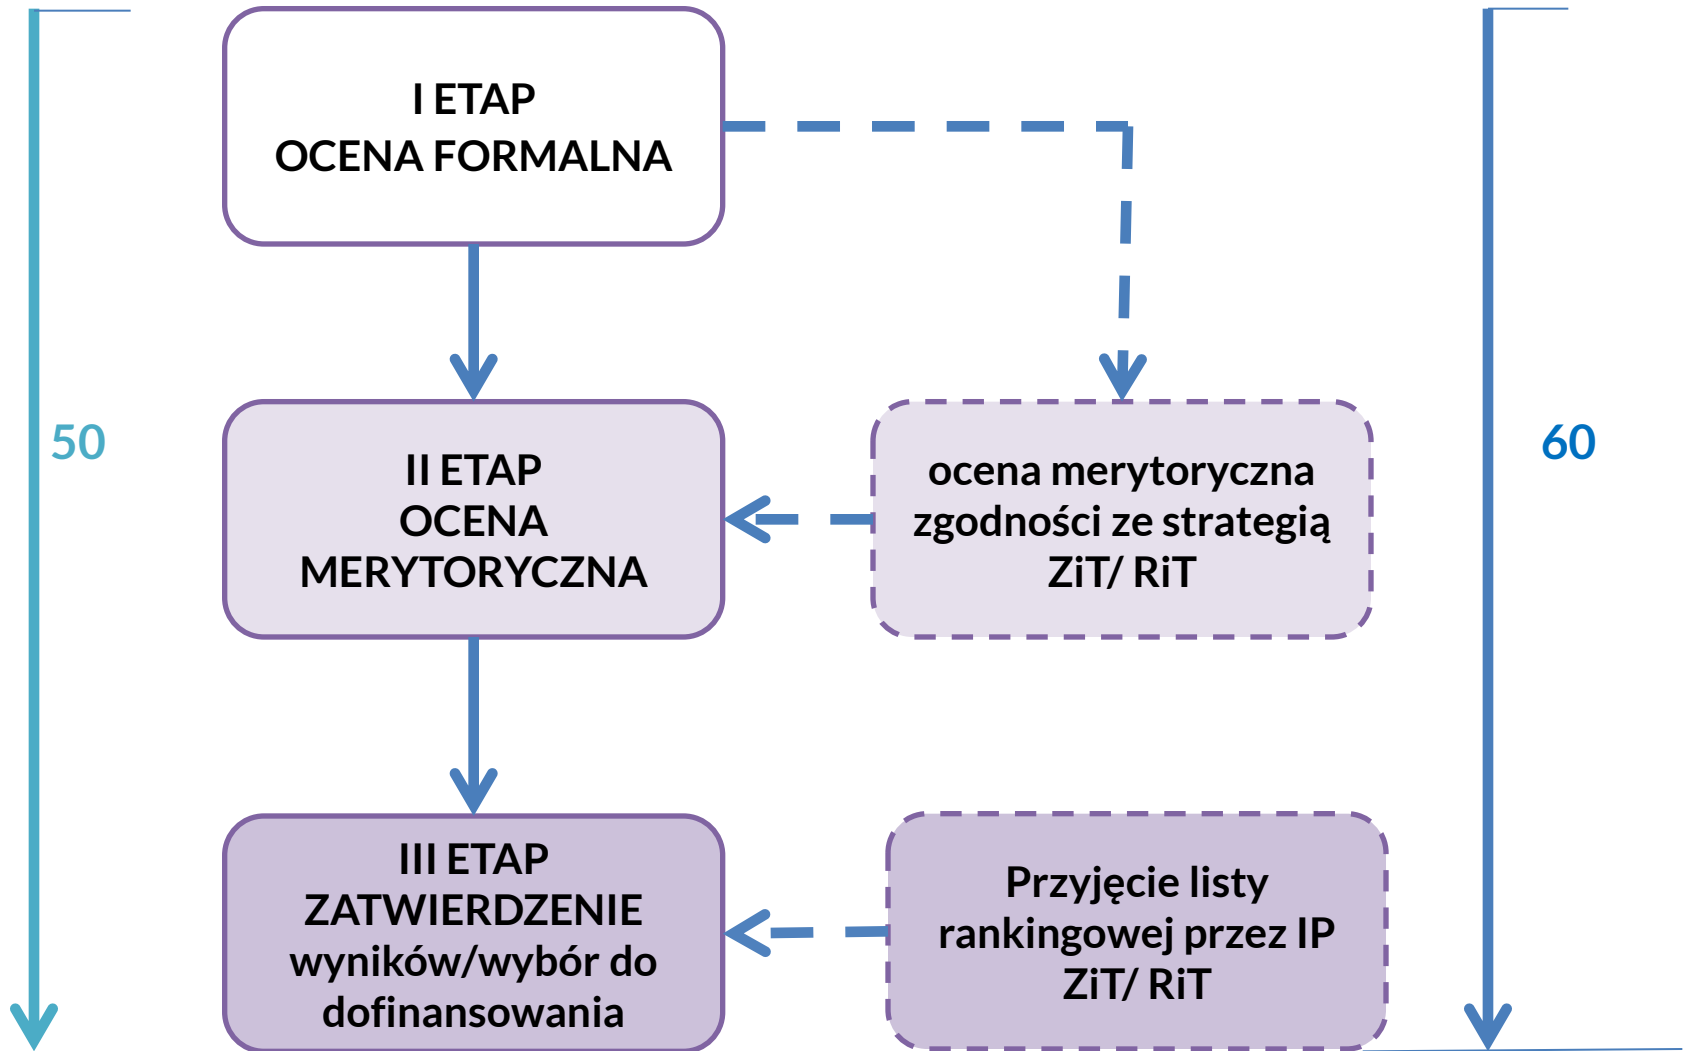 I ETAP
OCENA FORMALNA
50
60
II ETAP
OCENA
MERYTORYCZNA
ocena merytoryczna
zgodności ze strategią
ZiT/ RiT
III ETAP
ZATWIERDZENIE
wyników/wybór do
dofinansowania
Przyjęcie listy
rankingowej przez IP
ZiT/ RiT